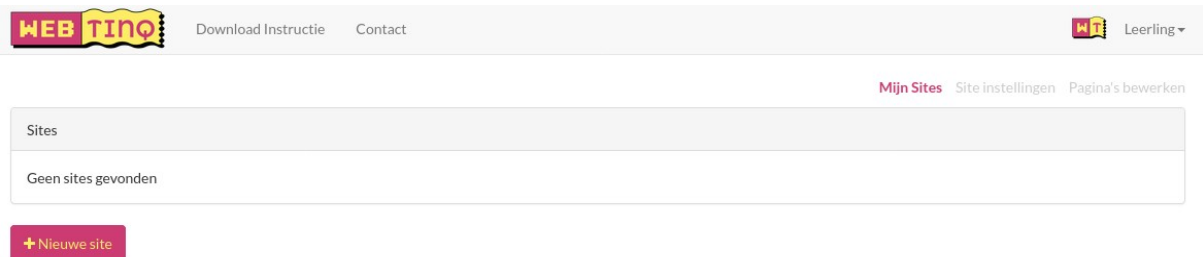 WEB TINQ Download Instructie Contact WT Leerling
Mijn Sites Site instellingen Pagina's bewerken
Sites
Geen sites gevonden
+ Nieuwe site